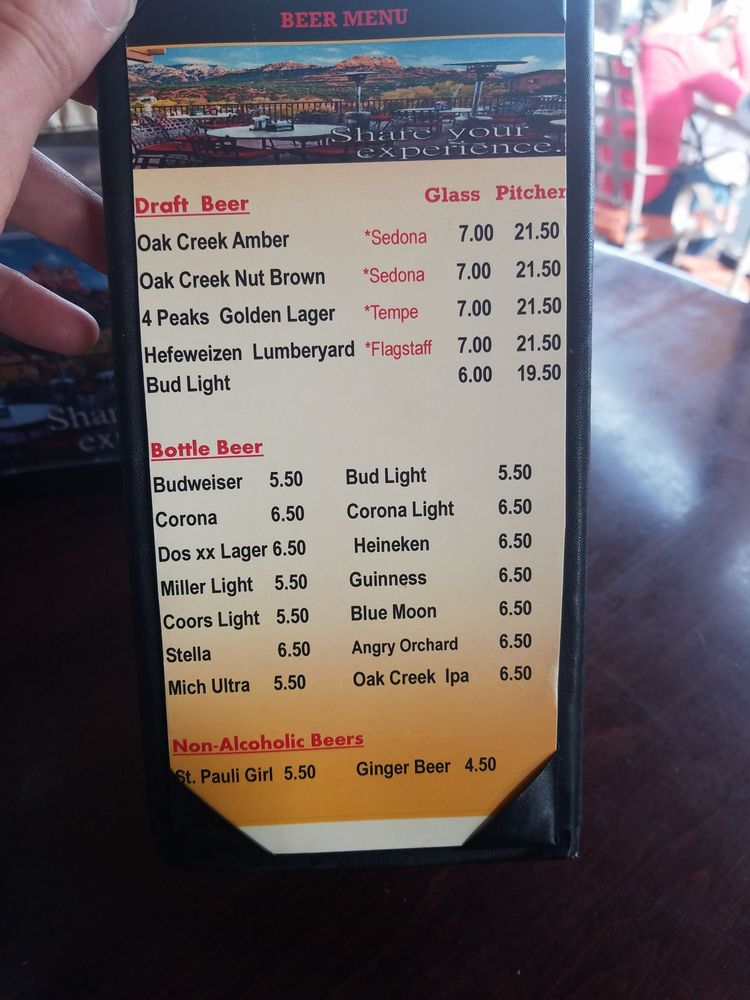 BEER MENU
Share your
experience.
Draft Beer Glass Pitcher
Oak Creek Amber *Sedona 7.00 21.50
Oak Creek Nut Brown *Sedona 7.00 21.50
4 Peaks Golden Lager *Tempe 7.00 21.50
Hefeweizen Lumberyard *Flagstaff 7.00 21.50
Bud Light 6.00 19.50
Bottle Beer
Budweiser 5.50 Bud Light 5.50
Corona 6.50 Corona Light 6.50
Dos xx Lager 6.50 Heineken 6.50
Miller Light 5.50 Guinness 6.50
Coors Light 5.50 Blue Moon 6.50
Stella 6.50 Angry Orchard 6.50
Mich Ultra 5.50 Oak Creek Ipa 6.50
Non-Alcoholic Beers
St. Pauli Girl 5.50 Ginger Beer 4.50
Shar
ex